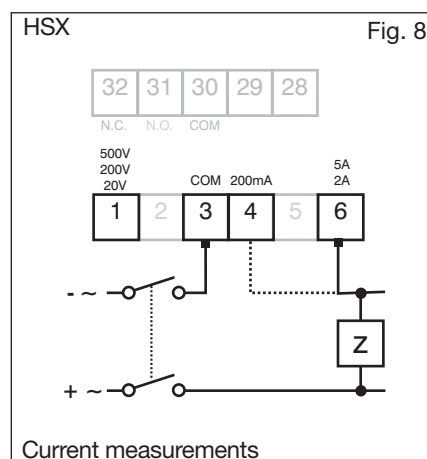 HSX Fig. 8
32 31 30 29 28
N.C. N.O. COM
500V
200V
20V
COM 200mA
5A
2A
1 2 3 4 5 6
- ~
Z
+ ~
Current measurements